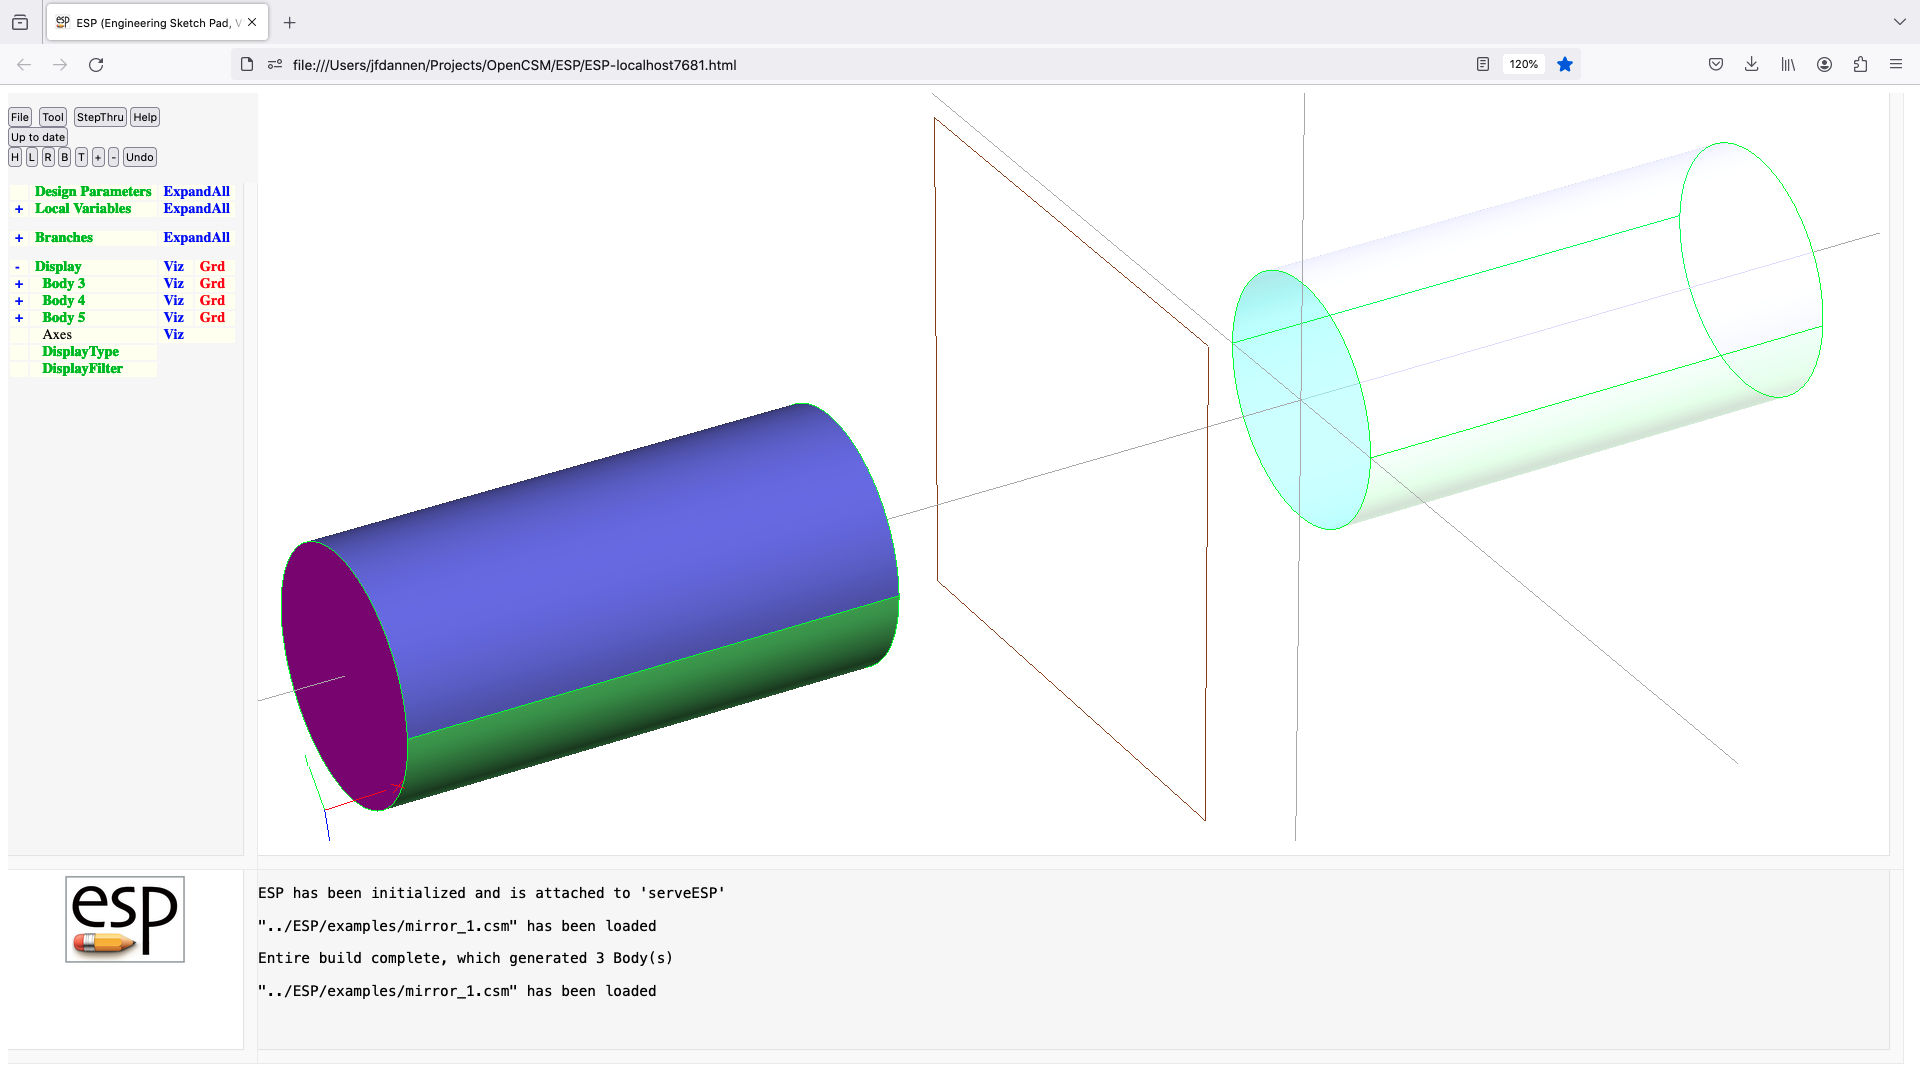 ESP (Engineering Sketch Pad, V
file:///Users/jfdannen/Projects/OpenCSM/ESP/ESP-localhost7681.html
120%
File Tool StepThru Help
Up to date
H L R B T + - Undo
Design Parameters ExpandAll
+ Local Variables ExpandAll
+ Branches ExpandAll
- Display Viz Grd
+ Body 3 Viz Grd
+ Body 4 Viz Grd
+ Body 5 Viz Grd
Axes Viz
DisplayType
DisplayFilter
esp
ESP has been initialized and is attached to 'serveESP'
"../ESP/examples/mirror_1.csm" has been loaded
Entire build complete, which generated 3 Body(s)
"../ESP/examples/mirror_1.csm" has been loaded